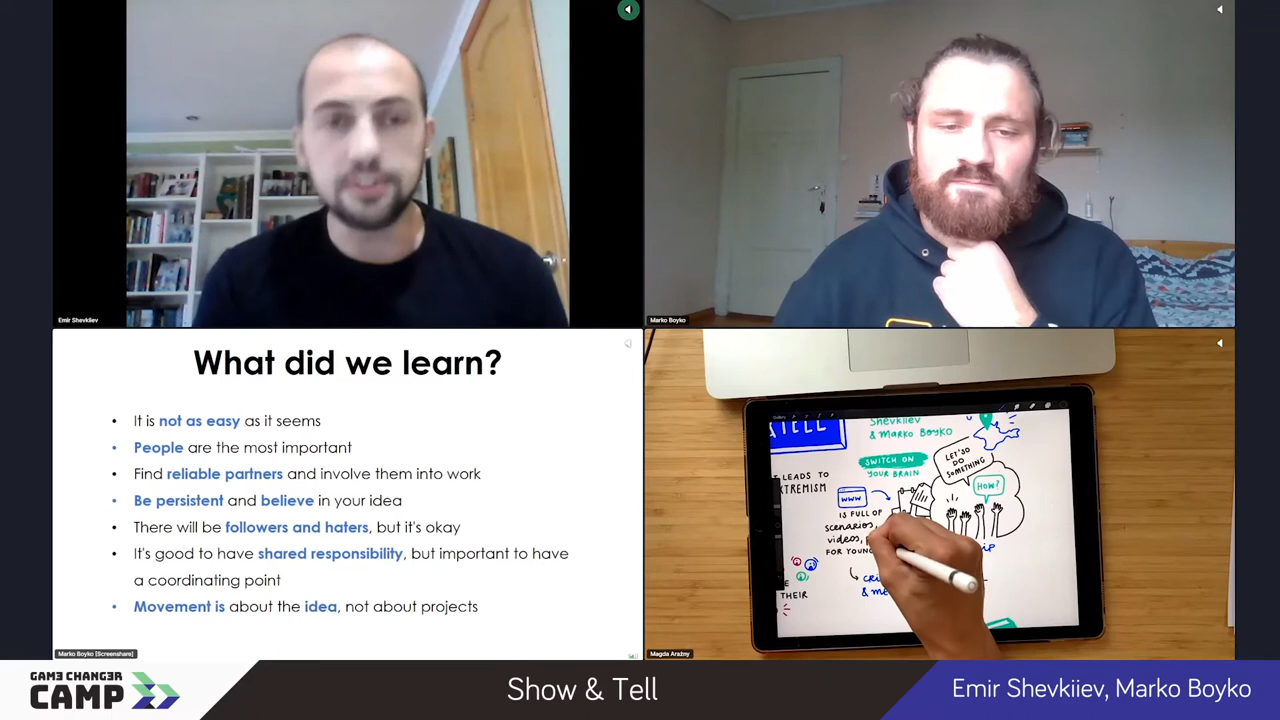 Emir Shevkiiev
Marko Boyko
What did we learn?
• It is not as easy as it seems
• People are the most important
• Find reliable partners and involve them into work
• Be persistent and believe in your idea
• There will be followers and haters, but it's okay
• It's good to have shared responsibility, but important to have
a coordinating point
• Movement is about the idea, not about projects
Marko Boyko [Screenshare]
& TELL
Shevkiiev
& MARKO BOYKO
SWITCH ON
YOUR BRAIN
LET'S DO
SOMETHING
HOW?
LEADS TO
EXTREMISM
WWW
IS FULL OF
scenarios,
videos,
FOR YOUNG
THEIR
Magda Arażny
GAM3 CHANG3R
CAMP
Show & Tell
Emir Shevkiiev, Marko Boyko